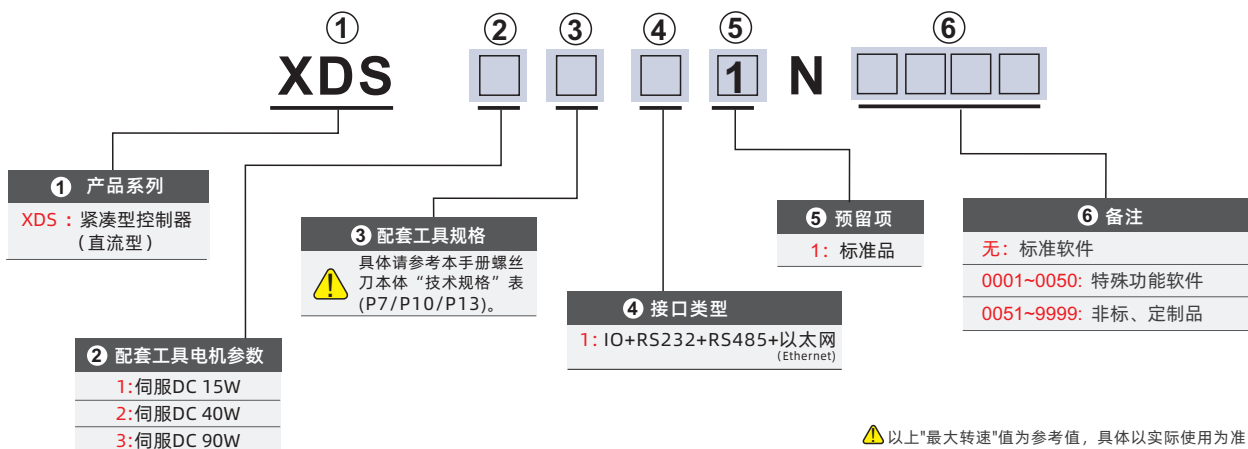 ① ② ③ ④ ⑤ ⑥
XDS □ □ □ 1 N □□□□
① 产品系列
XDS : 紧凑型控制器
(直流型)
② 配套工具电机参数
1:伺服DC 15W
2:伺服DC 40W
3:伺服DC 90W
③ 配套工具规格
具体请参考本手册螺丝
刀本体“技术规格”表
(P7/P10/P13)。
④ 接口类型
1: IO+RS232+RS485+以太网
(Ethernet)
⑤ 预留项
1: 标准品
⑥ 备注
无: 标准软件
0001~0050: 特殊功能软件
0051~9999: 非标、定制品
以上"最大转速"值为参考值，具体以实际使用为准